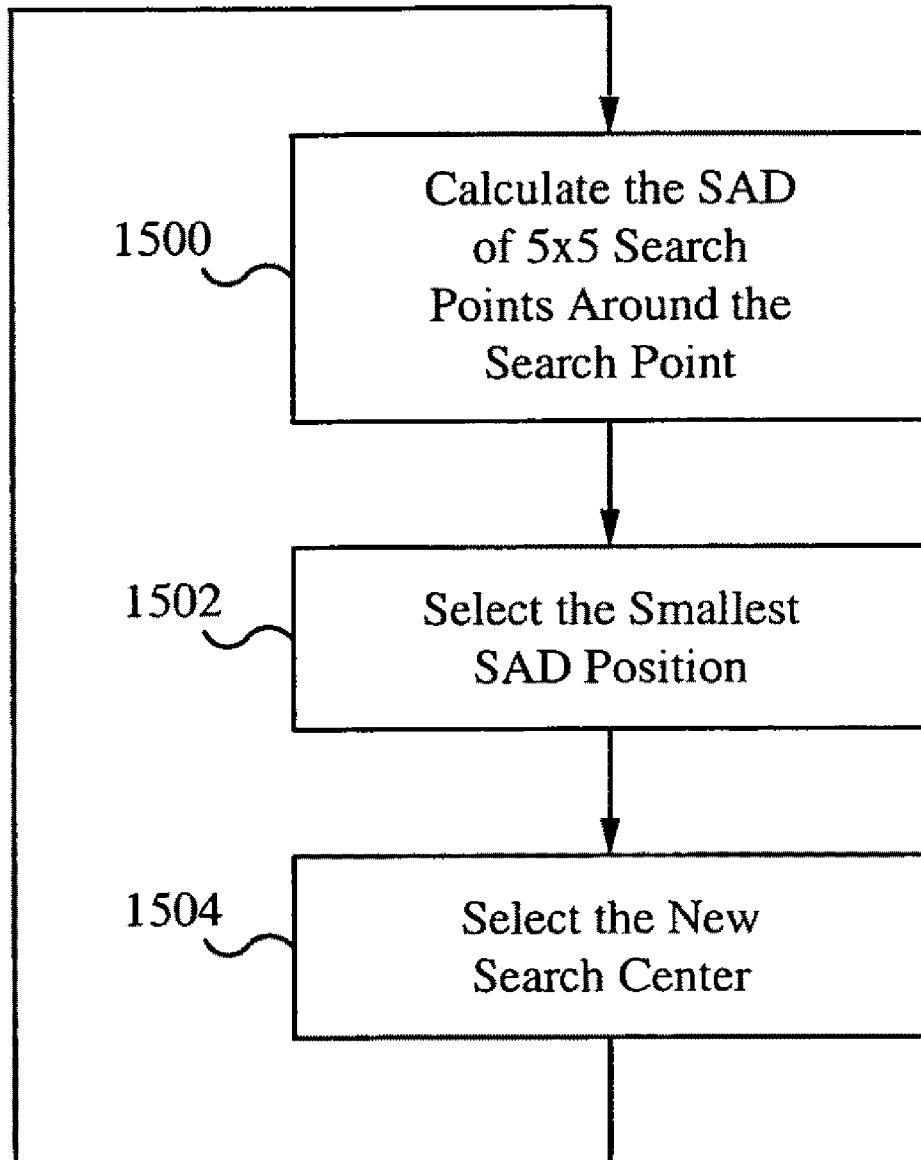 1500
Calculate the SAD
of 5x5 Search
Points Around the
Search Point
1502
Select the Smallest
SAD Position
1504
Select the New
Search Center